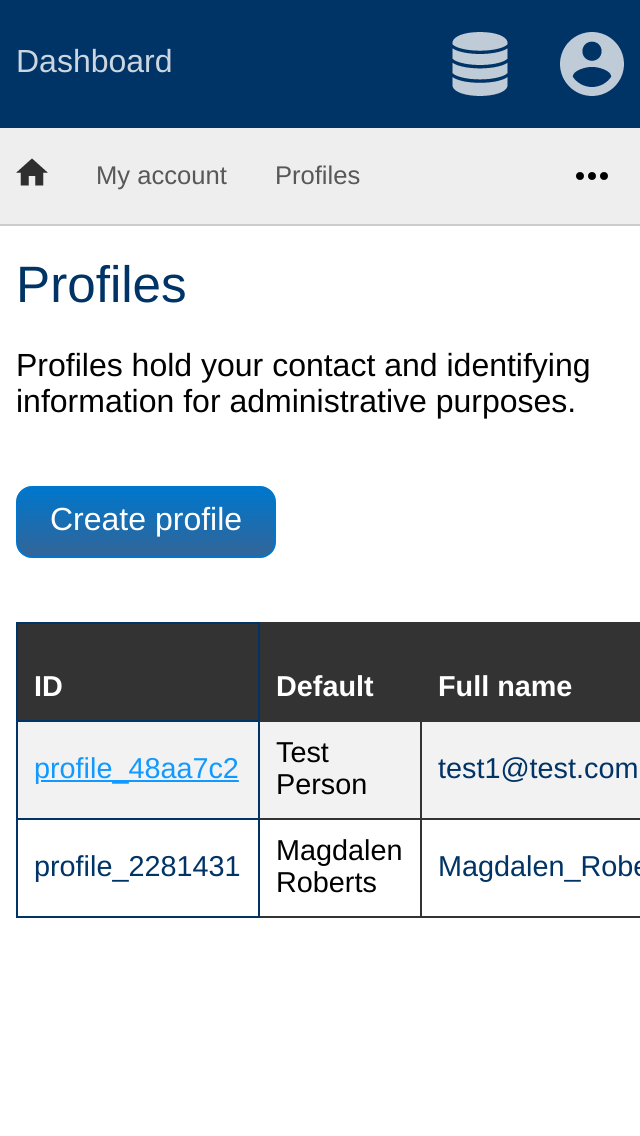 Dashboard
My account Profiles
Profiles
Profiles hold your contact and identifying
information for administrative purposes.
Create profile
ID Default Full name
profile_48aa7c2 Test Person test1@test.com
profile_2281431 Magdalen Roberts Magdalen_Robe